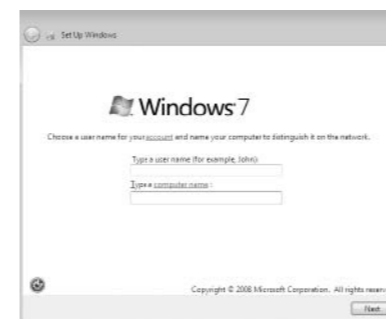 Set Up Windows
Windows 7
Choose a user name for your account and name your computer to distinguish it on the network.
Type a user name (for example, John):
Type a computer name:
Copyright © 2008 Microsoft Corporation. All rights
Next